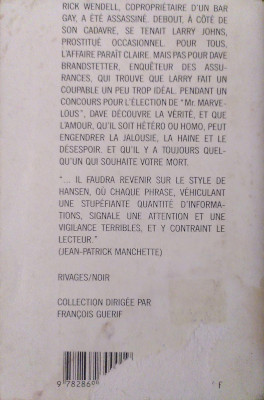 RICK WENDELL, COPROPRIÉTAIRE D'UN BAR
GAY, A ÉTÉ ASSASSINÉ. DEBOUT, À CÔTÉ DE
SON CADAVRE, SE TENAIT LARRY JOHNS,
PROSTITUÉ OCCASIONNEL. POUR TOUS,
L'AFFAIRE PARAÎT CLAIRE. MAIS PAS POUR DAVE
BRANDSTETTER, ENQUÊTEUR DES ASSU-
RANCES, QUI TROUVE QUE LARRY FAIT UN
COUPABLE UN PEU TROP IDÉAL. PENDANT UN
CONCOURS POUR L'ÉLECTION DE "MR. MARVE-
LOUS", DAVE DÉCOUVRE LA VÉRITÉ, ET QUE
L'AMOUR, QU'IL SOIT HÉTÉRO OU HOMO, PEUT
ENGENDRER LA JALOUSIE, LA HAINE ET LE
DÉSESPOIR. ET QU'IL Y A TOUJOURS QUEL-
QU'UN QUI SOUHAITE VOTRE MORT.
"... IL FAUDRA REVENIR SUR LE STYLE DE
HANSEN, OÙ CHAQUE PHRASE, VÉHICULANT
UNE STUPÉFIANTE QUANTITÉ D'INFORMA-
TIONS, SIGNALE UNE ATTENTION ET UNE
VIGILANCE TERRIBLES, ET Y CONTRAINT LE
LECTEUR."
(JEAN-PATRICK MANCHETTE)
RIVAGES/NOIR
COLLECTION DIRIGÉE PAR
FRANÇOIS GUERIF
9 78286
F